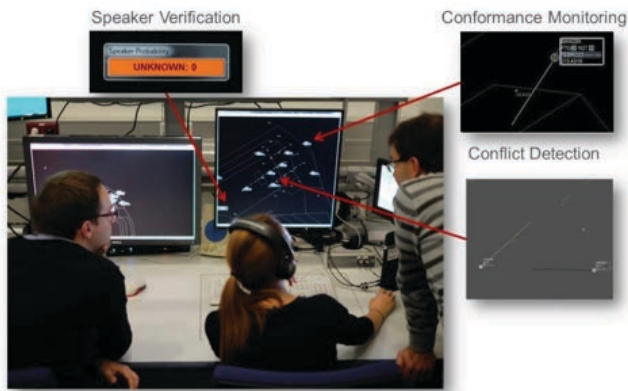 Speaker Verification
Conformance Monitoring
Speaker Probability
UNKNOWN: 0
Conflict Detection